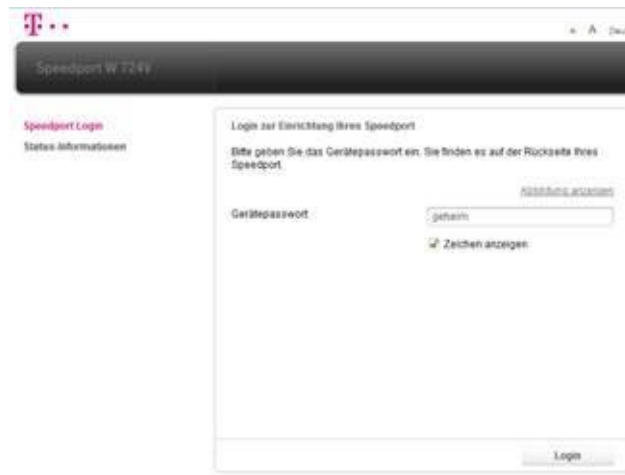 T
A
Speedport W 724V
Speedport Login
Status-Informationen
Login zur Einrichtung Ihres Speedport
Bitte geben Sie das Gerätepasswort ein. Sie finden es auf der Rückseite Ihres
Speedport.
Abbildung anzeigen
Gerätepasswort
geheim
Zeichen anzeigen
Login